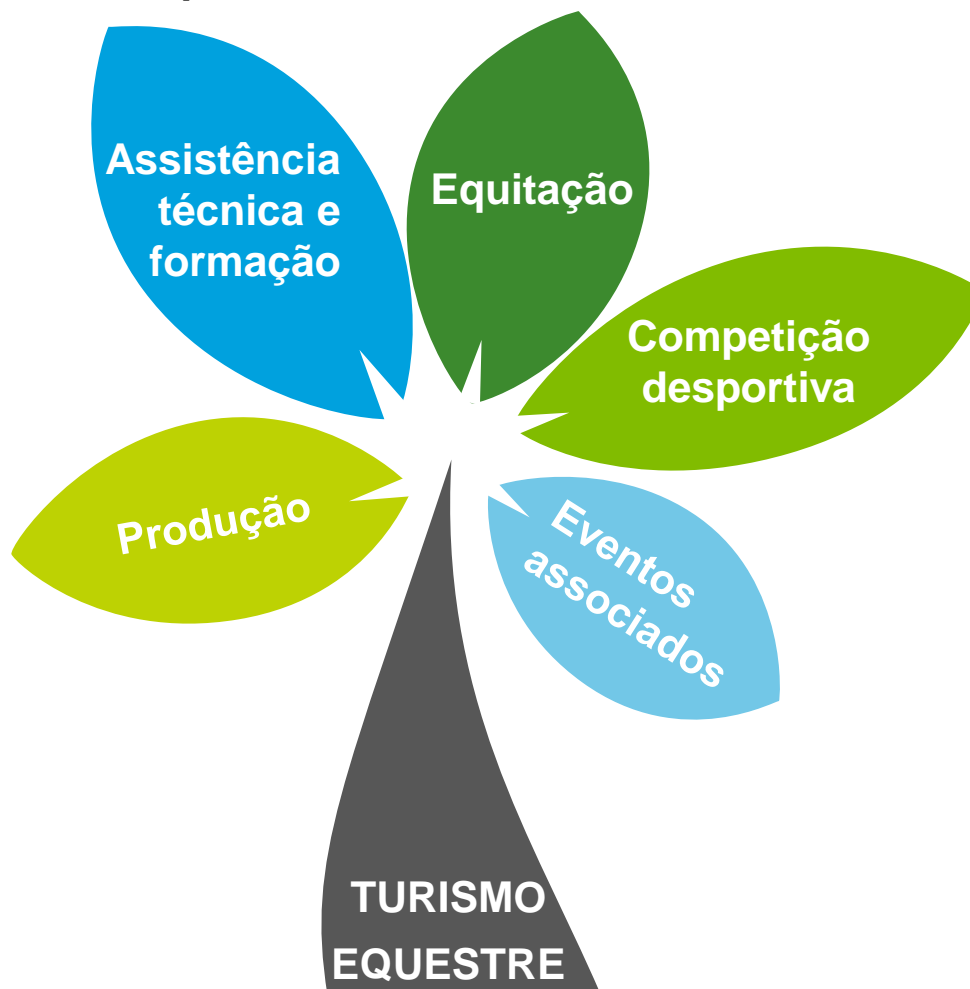 Assistência
técnica e
formação
Equitação
Competição
desportiva
Produção
Eventos
associados
TURISMO
EQUESTRE